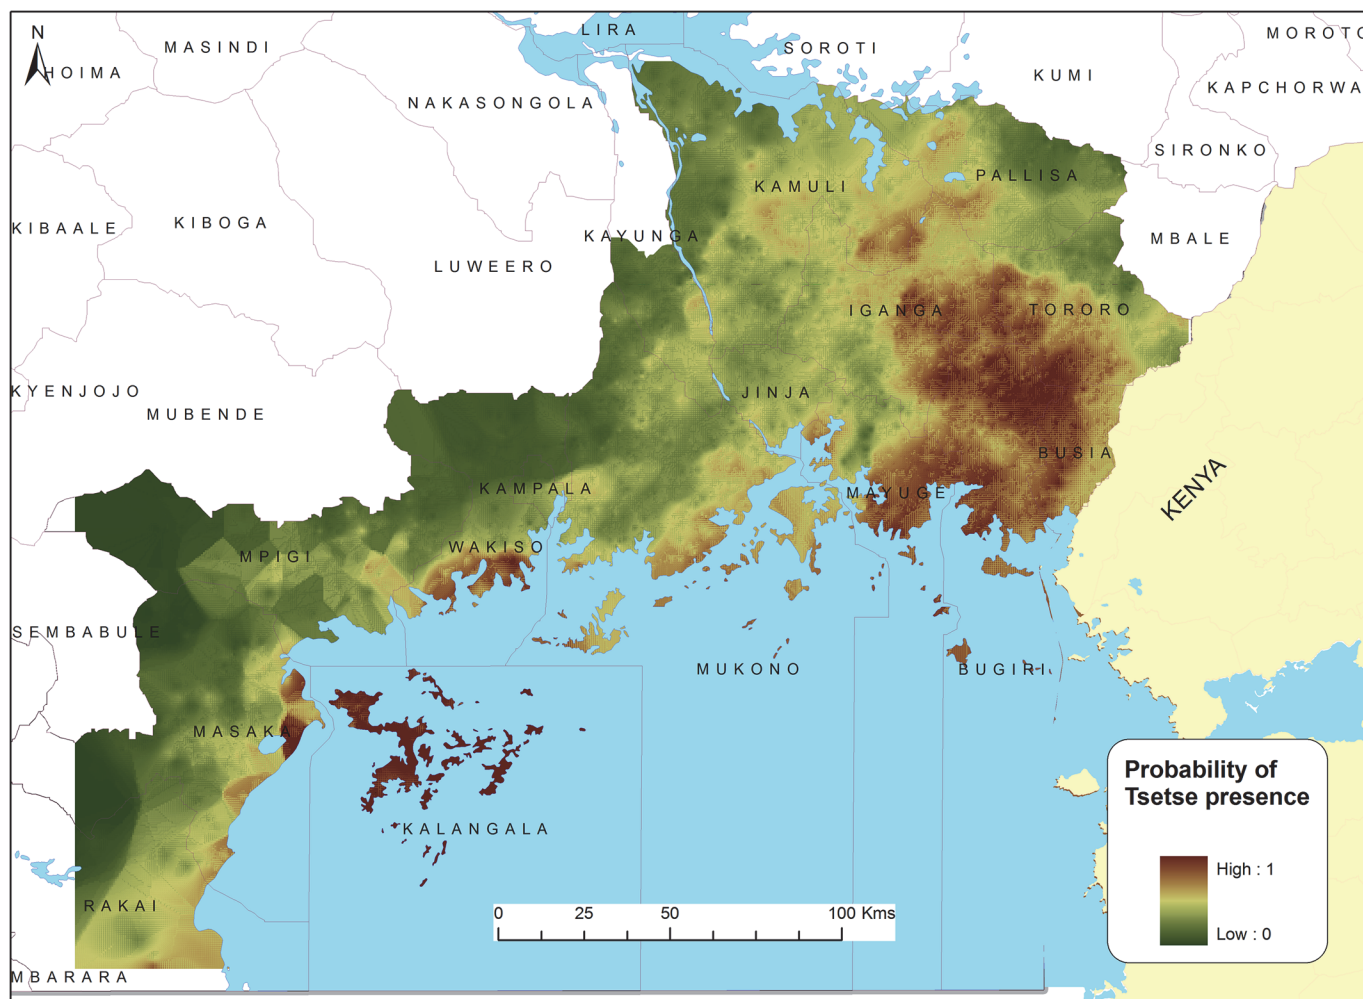 N
LIRA
MASINDI
SOROTI
MOROTO
HOIMA
KUMI
KAPCHORWA
NAKASONGOLA
SIRONKO
PALLISA
KAMULI
KIBAALE
KIBOGA
KAYUNGA
MBALE
LUWEERO
IGANGA
TORORO
KYENJOJO
JINJA
MUBENDE
BUSIA
KAMPALA
MAYUGE
KENYA
WAKISO
MPIGI
SEMBABULE
MUKONO
BUGIRI
MASAKA
Probability of
Tsetse presence
KALANGALA
High : 1
RAKAI
0 25 50 100 Kms
Low : 0
MBARARA